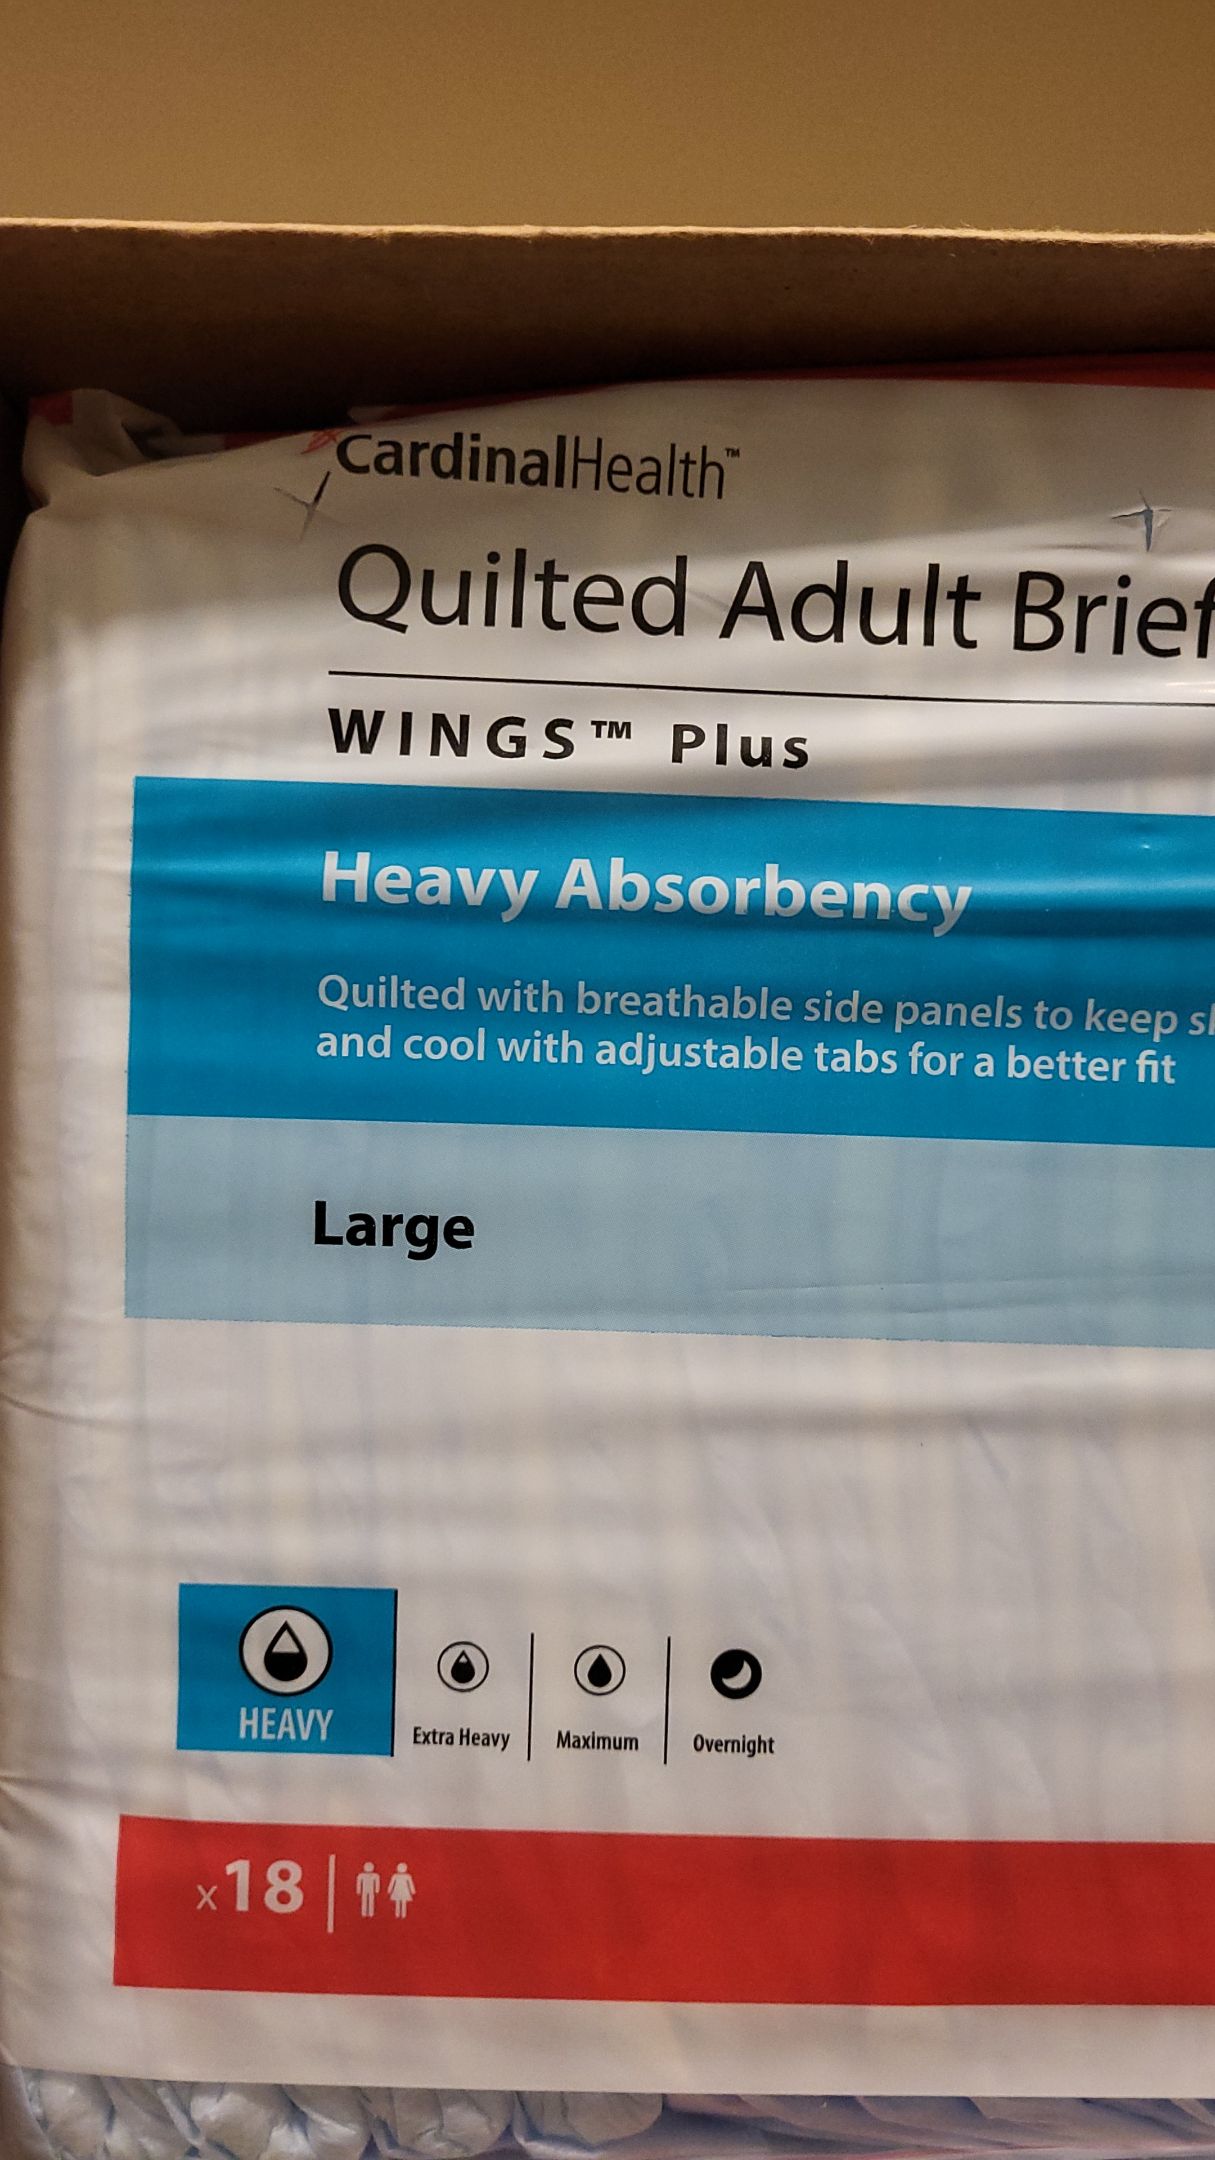 CardinalHealth™
Quilted Adult Brief
WINGS™ Plus
Heavy Absorbency
Quilted with breathable side panels to keep
and cool with adjustable tabs for a better fit
Large
HEAVY
Extra Heavy
Maximum
Overnight
x18